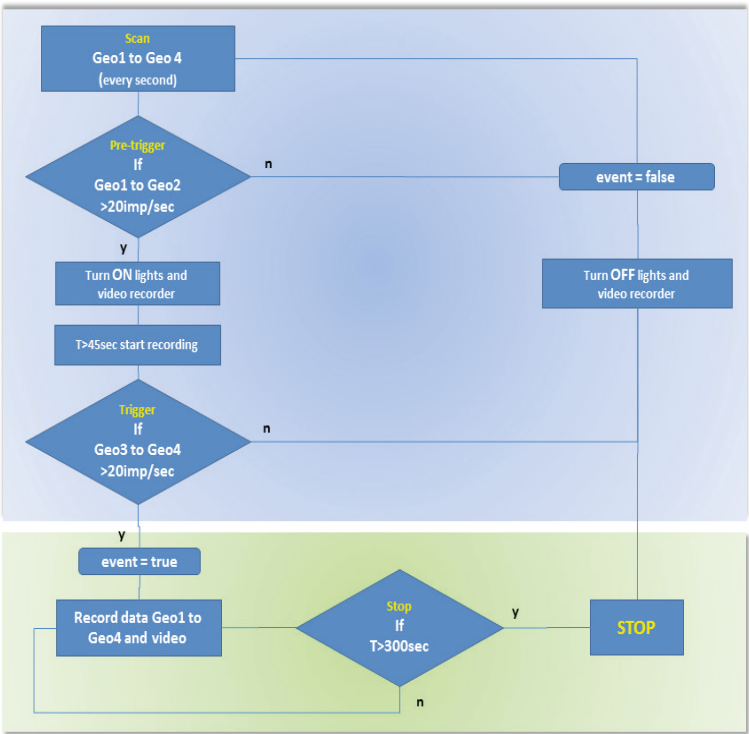 Scan
Geo1 to Geo 4
(every second)
Pre-trigger
If
Geo1 to Geo2
>20imp/sec
n
event = false
y
Turn ON lights and
video recorder
Turn OFF lights and
video recorder
T>45sec start recording
Trigger
If
Geo3 to Geo4
>20imp/sec
n
y
event = true
Record data Geo1 to
Geo4 and video
Stop
If
T>300sec
y
STOP
n